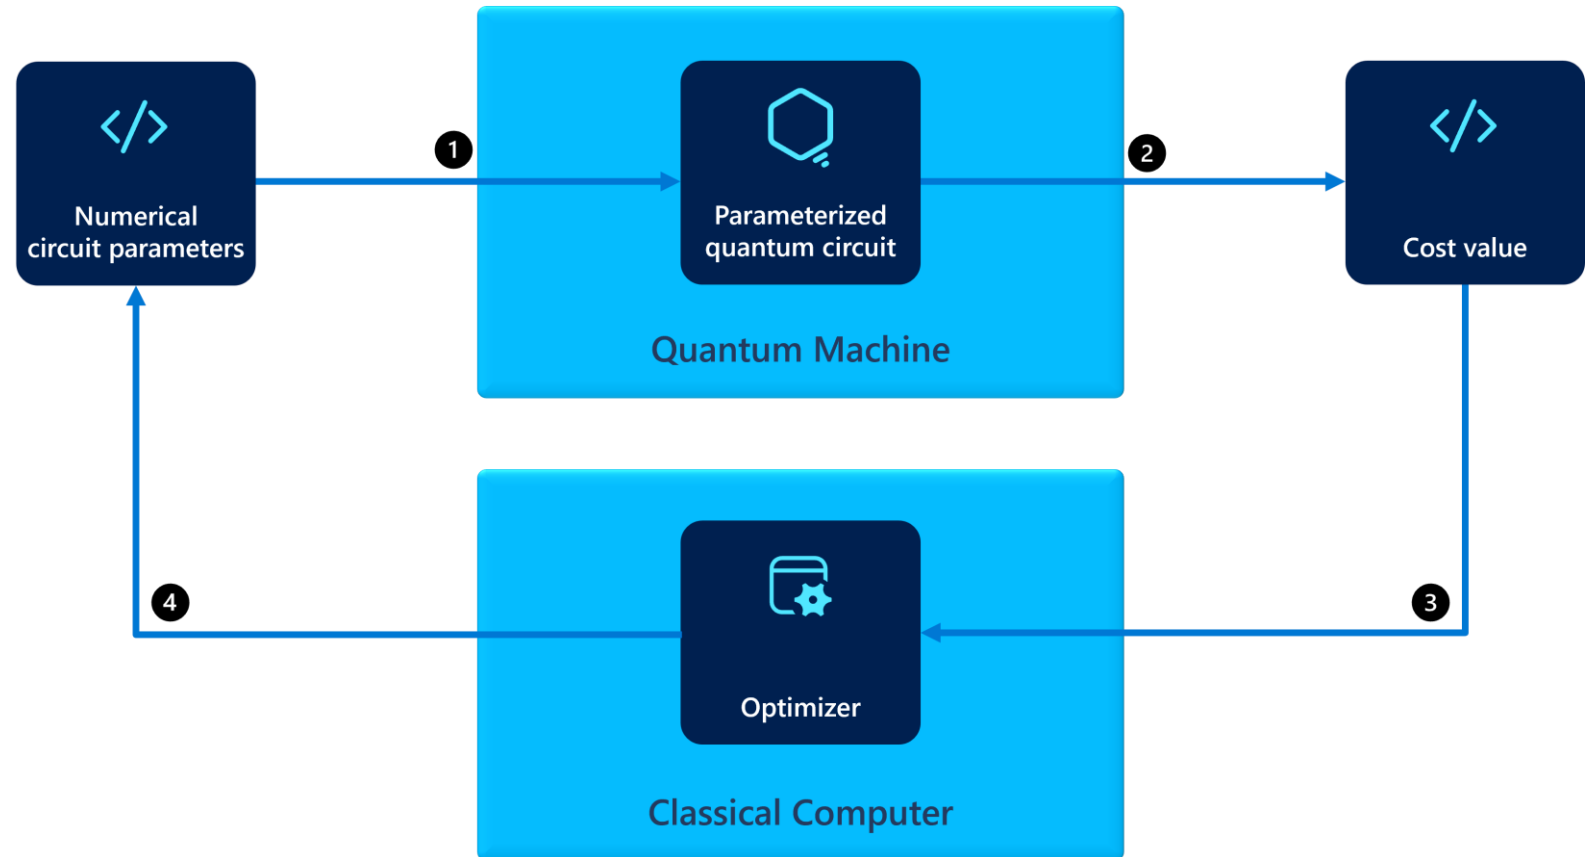 Numerical
circuit parameters
1
Parameterized
quantum circuit
2
Cost value
Quantum Machine
4
3
Optimizer
Classical Computer